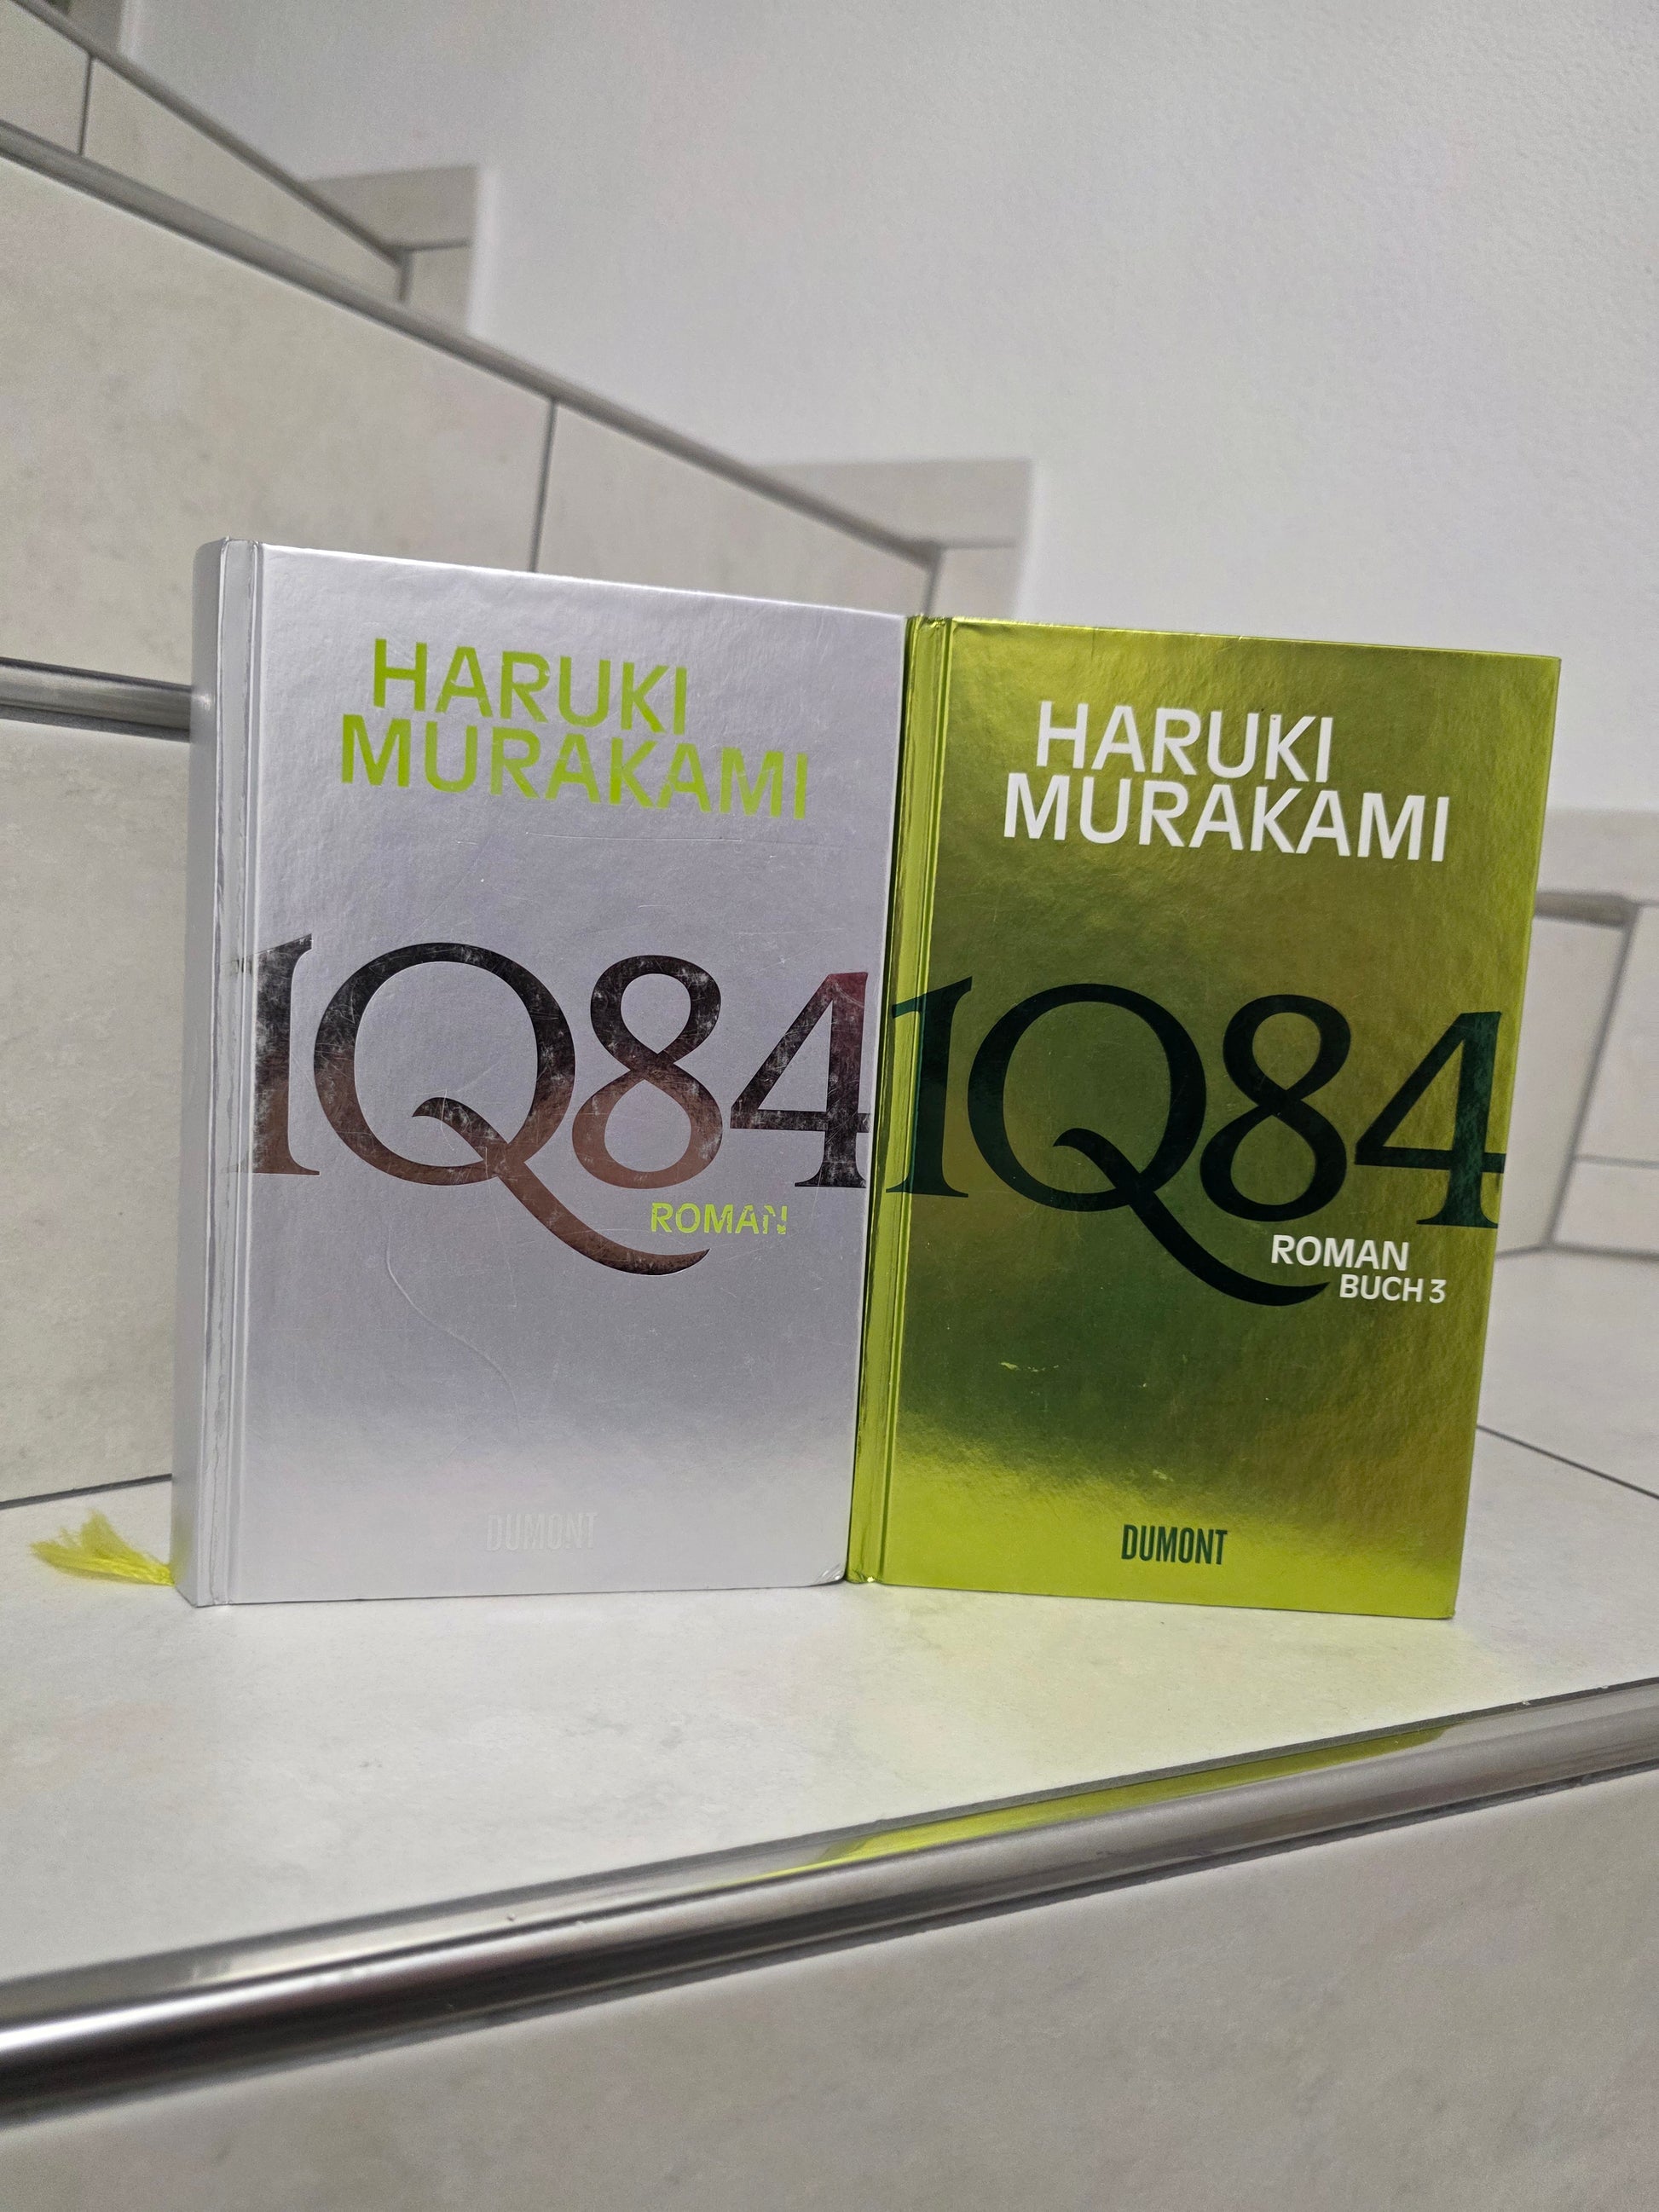 HARUKI
MURAKAMI
1Q84
ROMAN
DUMONT
HARUKI
MURAKAMI
1Q84
ROMAN
BUCH 3
DUMONT